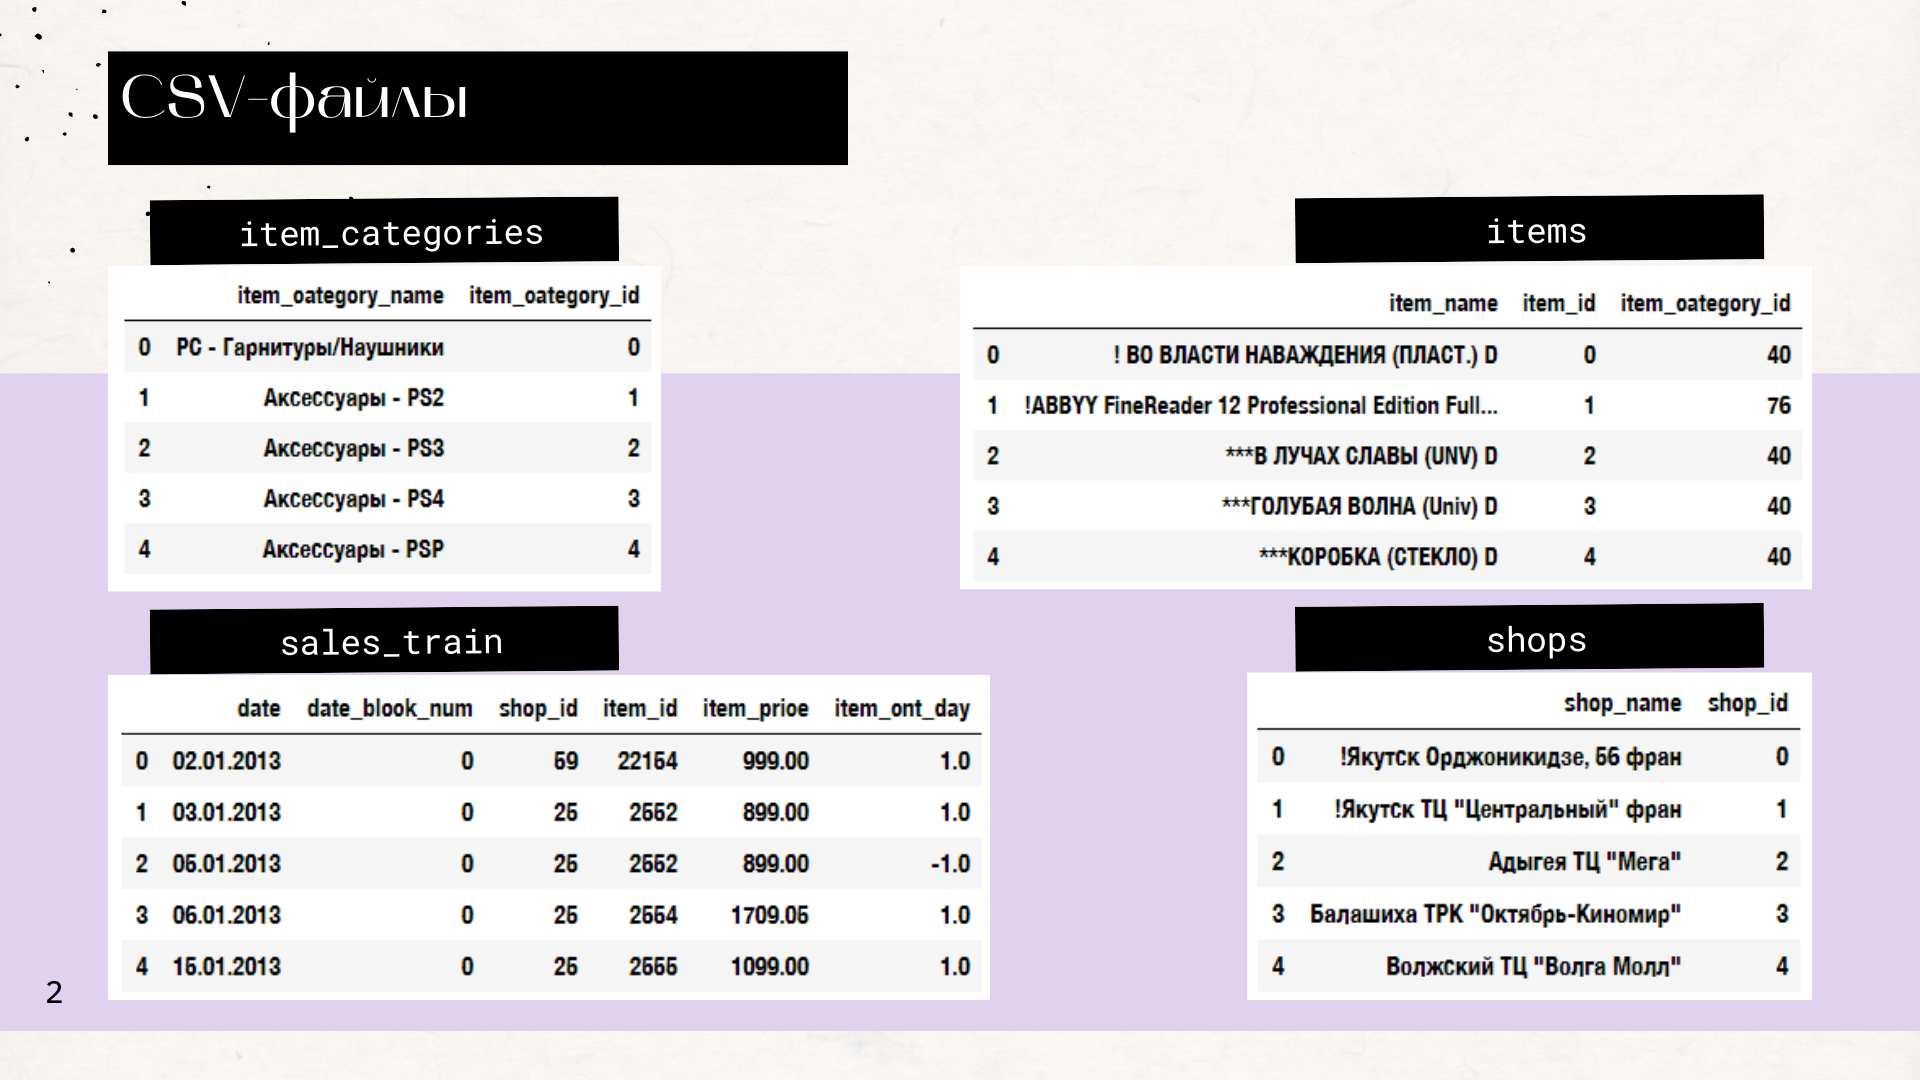 CSV-файлы
item_categories
item_category_name item_category_id
0 PC - Гарнитуры/Наушники 0
1 Аксессуары - PS2 1
2 Аксессуары - PS3 2
3 Аксессуары - PS4 3
4 Аксессуары - PSP 4
items
item_name item_id item_category_id
0 ! ВО ВЛАСТИ НАВАЖДЕНИЯ (ПЛАСТ.) D 0 40
1 !ABBYY FineReader 12 Professional Edition Full... 1 76
2 ***В ЛУЧАХ СЛАВЫ (UNV) D 2 40
3 ***ГОЛУБАЯ ВОЛНА (Univ) D 3 40
4 ***КОРОБКА (СТЕКЛО) D 4 40
sales_train
date date_block_num shop_id item_id item_price item_cnt_day
0 02.01.2013 0 59 22154 999.00 1.0
1 03.01.2013 0 25 2552 899.00 1.0
2 05.01.2013 0 25 2552 899.00 -1.0
3 06.01.2013 0 25 2554 1709.05 1.0
4 15.01.2013 0 25 2555 1099.00 1.0
shops
shop_name shop_id
0 !Якутск Орджоникидзе, 56 фран 0
1 !Якутск ТЦ "Центральный" фран 1
2 Адыгея ТЦ "Мега" 2
3 Балашиха ТРК "Октябрь-Киномир" 3
4 Волжский ТЦ "Волга Молл" 4
2